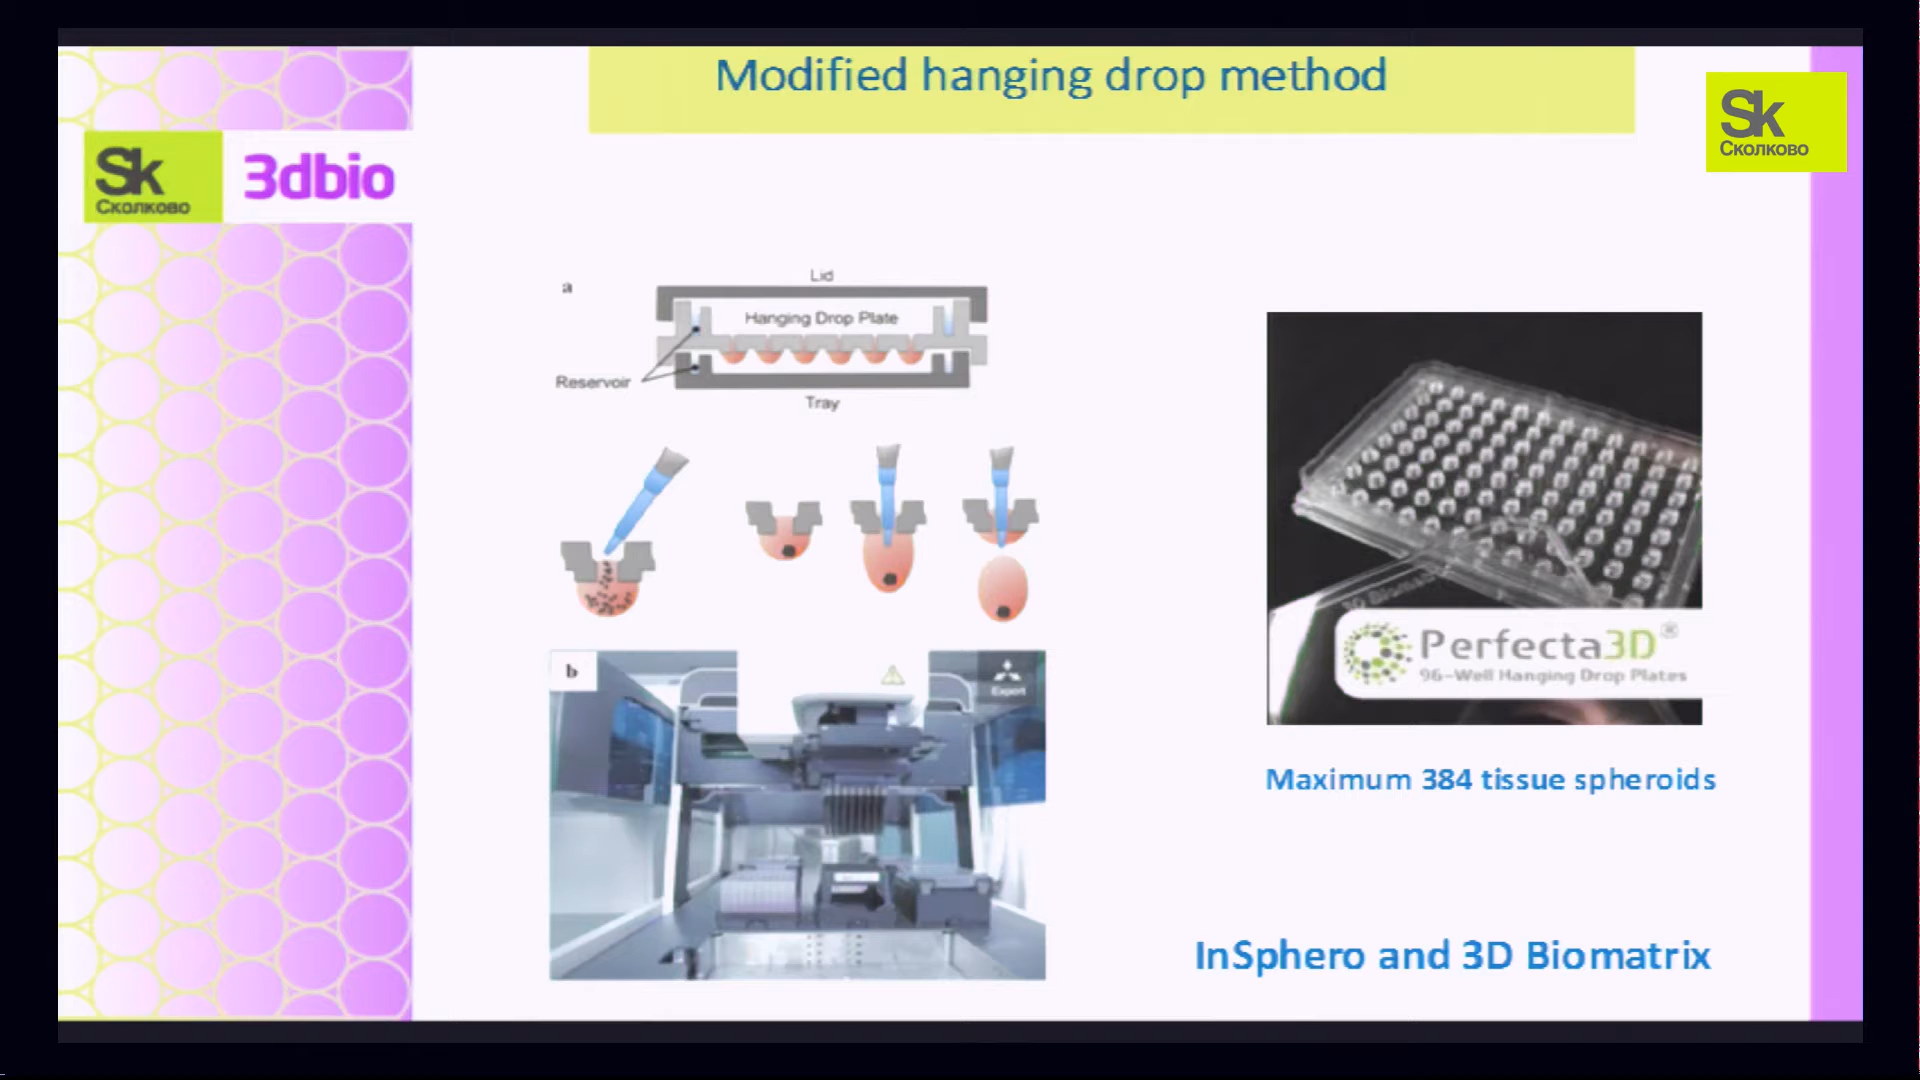 Modified hanging drop method
Sk
Сколково
Sk
Сколково
3dbio
a
Lid
Hanging Drop Plate
Reservoir
Tray
b
Export
Perfecta3D®
96-Well Hanging Drop Plates
Maximum 384 tissue spheroids
InSphero and 3D Biomatrix